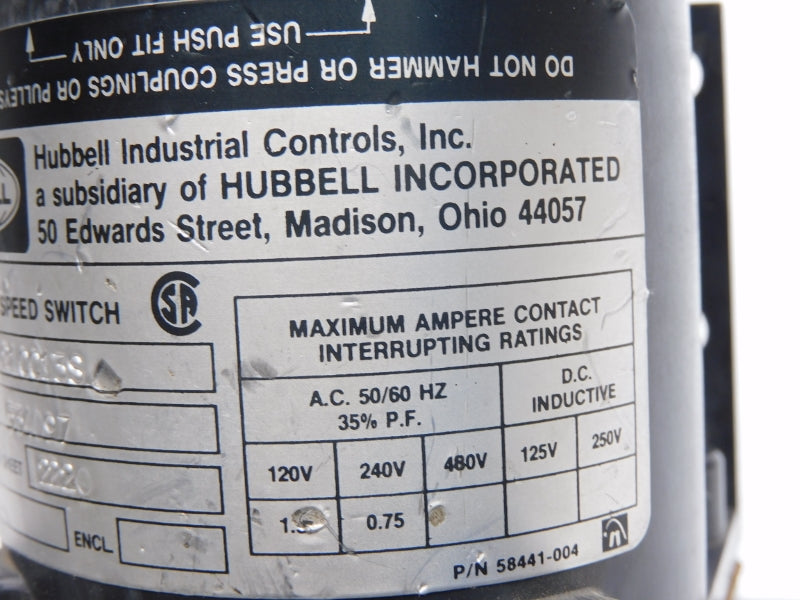 USE PUSH FIT ONLY
DO NOT HAMMER OR PRESS COUPLINGS OR PULLEYS
Hubbell Industrial Controls, Inc.
a subsidiary of HUBBELL INCORPORATED
50 Edwards Street, Madison, Ohio 44057
SPEED SWITCH
SA
MAXIMUM AMPERE CONTACT
INTERRUPTING RATINGS
A.C. 50/60 HZ
35% P.F.
D.C.
INDUCTIVE
120V 240V 480V 125V 250V
0.75
2220
ENCL.
P/N 58441-004